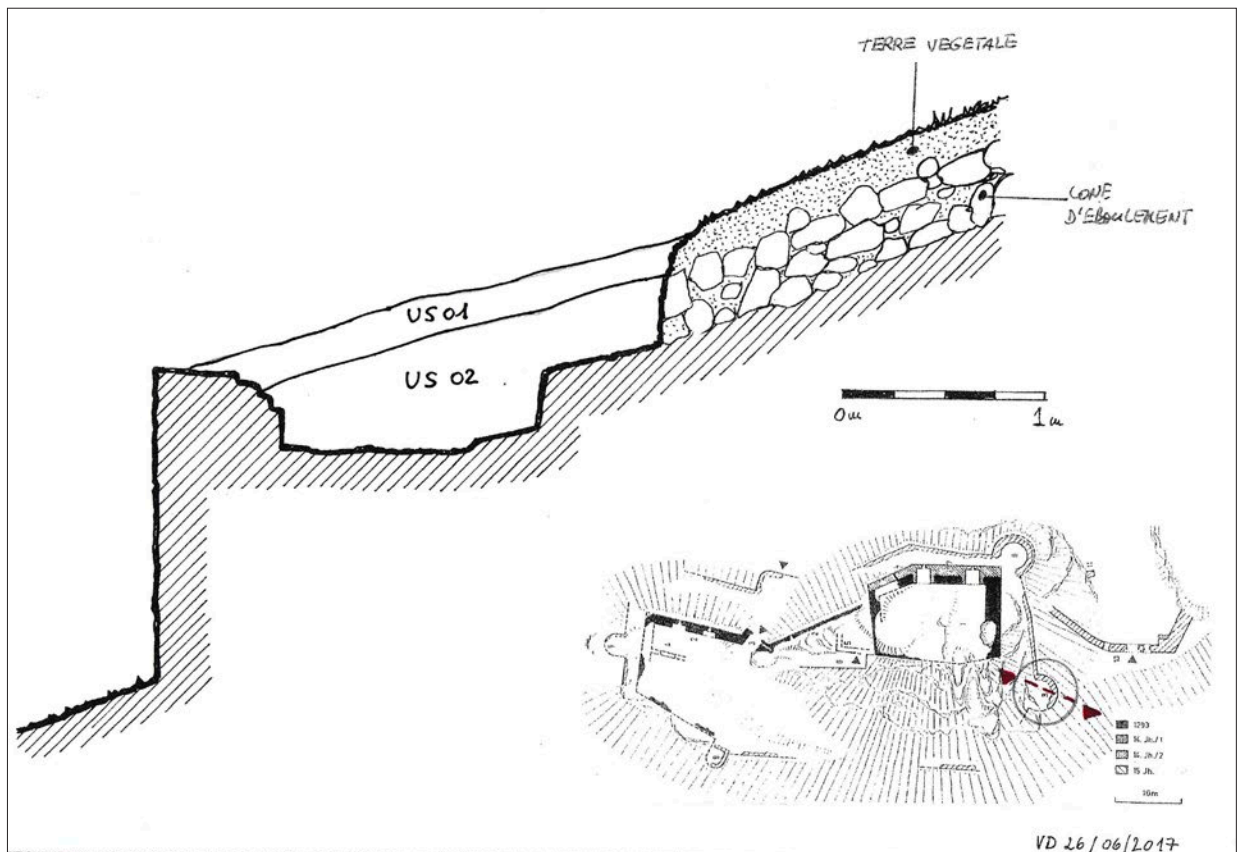 TERRE VEGETALE
CONE
D'EBOULEMENT
US 01
US 02
0m 1m
1293
14. Jh./1
14. Jh./2
15 Jh.
10m
VD 26/06/2017